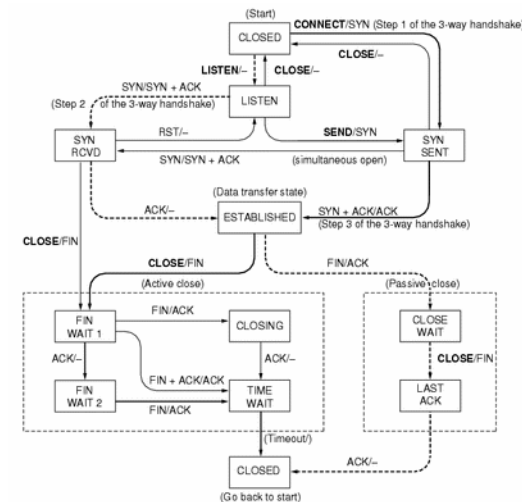 (Start)
CONNECT/SYN (Step 1 of the 3-way handshake)
CLOSED
CLOSE/–
LISTEN/–
CLOSE/–
SYN/SYN + ACK
(Step 2 of the 3-way handshake)
LISTEN
RST/–
SEND/SYN
SYN
RCVD
SYN
SENT
SYN/SYN + ACK
(simultaneous open)
(Data transfer state)
ACK/–
ESTABLISHED
SYN + ACK/ACK
(Step 3 of the 3-way handshake)
CLOSE/FIN
CLOSE/FIN
FIN/ACK
(Active close)
(Passive close)
FIN
WAIT 1
FIN/ACK
CLOSING
CLOSE
WAIT
ACK/–
ACK/–
CLOSE/FIN
FIN + ACK/ACK
FIN
WAIT 2
FIN/ACK
TIME
WAIT
LAST
ACK
(Timeout/)
CLOSED
ACK/–
(Go back to start)